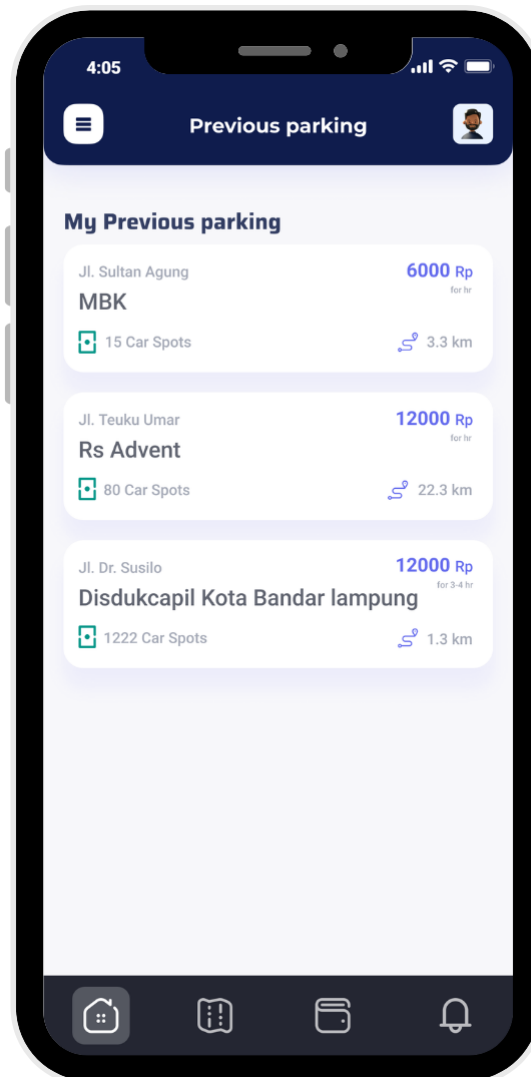 4:05
Previous parking
My Previous parking
Jl. Sultan Agung
6000 Rp
for hr
MBK
15 Car Spots
3.3 km
Jl. Teuku Umar
12000 Rp
for hr
Rs Advent
80 Car Spots
22.3 km
Jl. Dr. Susilo
12000 Rp
for 3-4 hr
Disdukcapil Kota Bandar lampung
1222 Car Spots
1.3 km